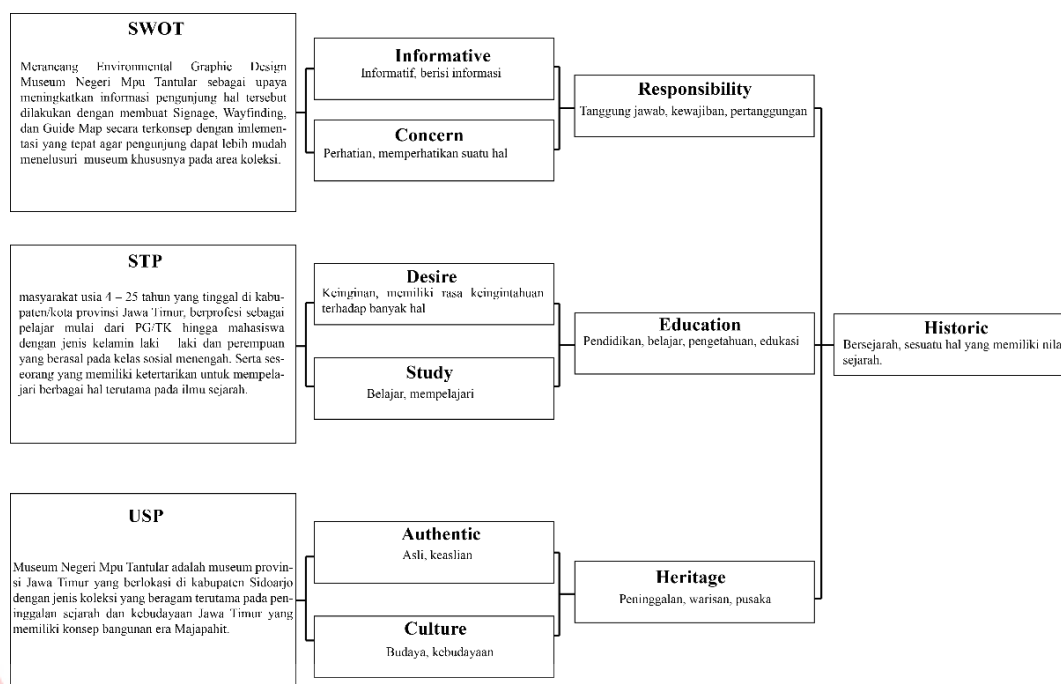 SWOT
Merancang Environmental Graphic Design
Museum Negeri Mpu Tantular sebagai upaya
meningkatkan informasi pengunjung hal tersebut
dilakukan dengan membuat Signage, Wayfinding,
dan Guide Map secara terkonsep dengan imlemen-
tasi yang tepat agar pengunjung dapat lebih mudah
menelusuri museum khususnya pada area koleksi.
Informative
Informatif, berisi informasi
Concern
Perhatian, memperhatikan suatu hal
Responsibility
Tanggung jawab, kewajiban, pertanggungan
STP
masyarakat usia 4 – 25 tahun yang tinggal di kabu-
paten/kota provinsi Jawa Timur, berprofesi sebagai
pelajar mulai dari PG/TK hingga mahasiswa
dengan jenis kelamin laki laki dan perempuan
yang berasal pada kelas sosial menengah. Serta ses-
eorang yang memiliki ketertarikan untuk mempela-
jari berbagai hal terutama pada ilmu sejarah.
Desire
Keinginan, memiliki rasa keingintahuan
terhadap banyak hal
Study
Belajar, mempelajari
Education
Pendidikan, belajar, pengetahuan, edukasi
Historic
Bersejarah, sesuatu hal yang memiliki nila
sejarah.
USP
Museum Negeri Mpu Tantular adalah museum provin-
si Jawa Timur yang berlokasi di kabupaten Sidoarjo
dengan jenis koleksi yang beragam terutama pada pen-
inggalan sejarah dan kebudayaan Jawa Timur yang
memiliki konsep bangunan era Majapahit.
Authentic
Asli, keaslian
Culture
Budaya, kebudayaan
Heritage
Peninggalan, warisan, pusaka